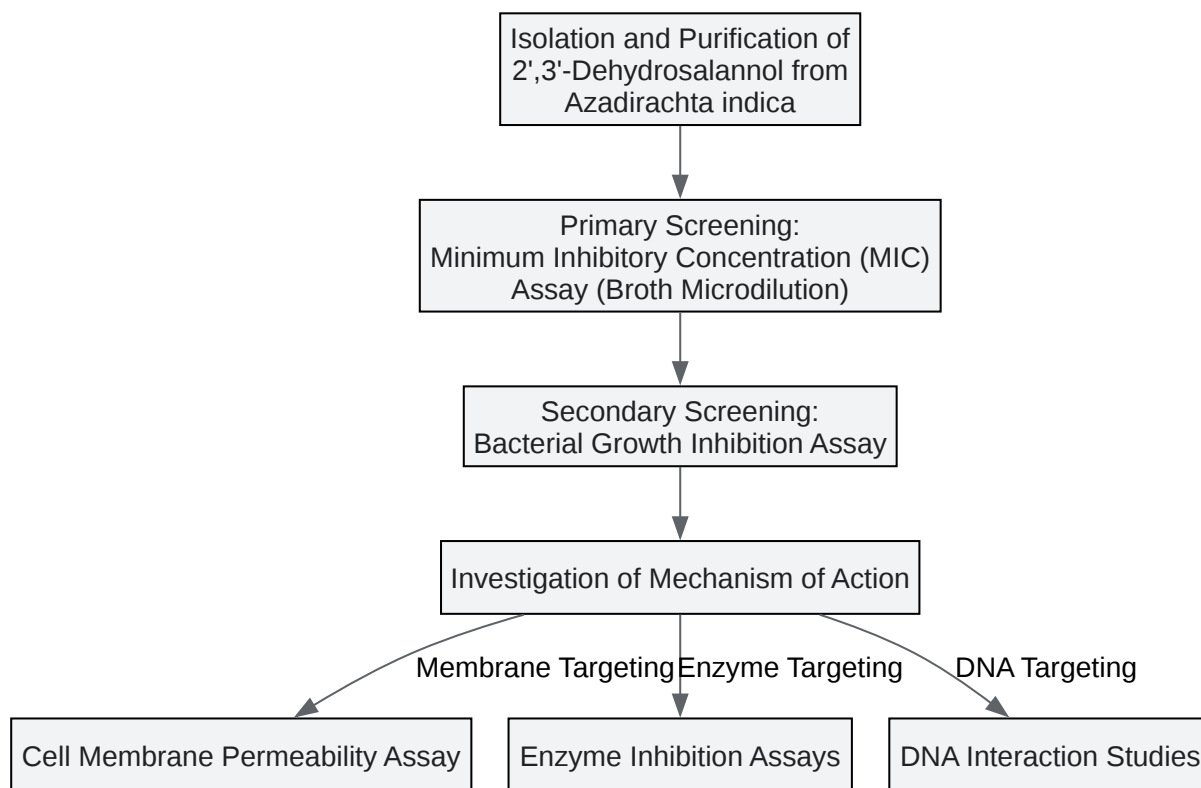 Isolation and Purification of
2',3'-Dehydrosalannol from
Azadirachta indica
Primary Screening:
Minimum Inhibitory Concentration (MIC)
Assay (Broth Microdilution)
Secondary Screening:
Bacterial Growth Inhibition Assay
Investigation of Mechanism of Action
Membrane Targeting
Enzyme Targeting
DNA Targeting
Cell Membrane Permeability Assay
Enzyme Inhibition Assays
DNA Interaction Studies